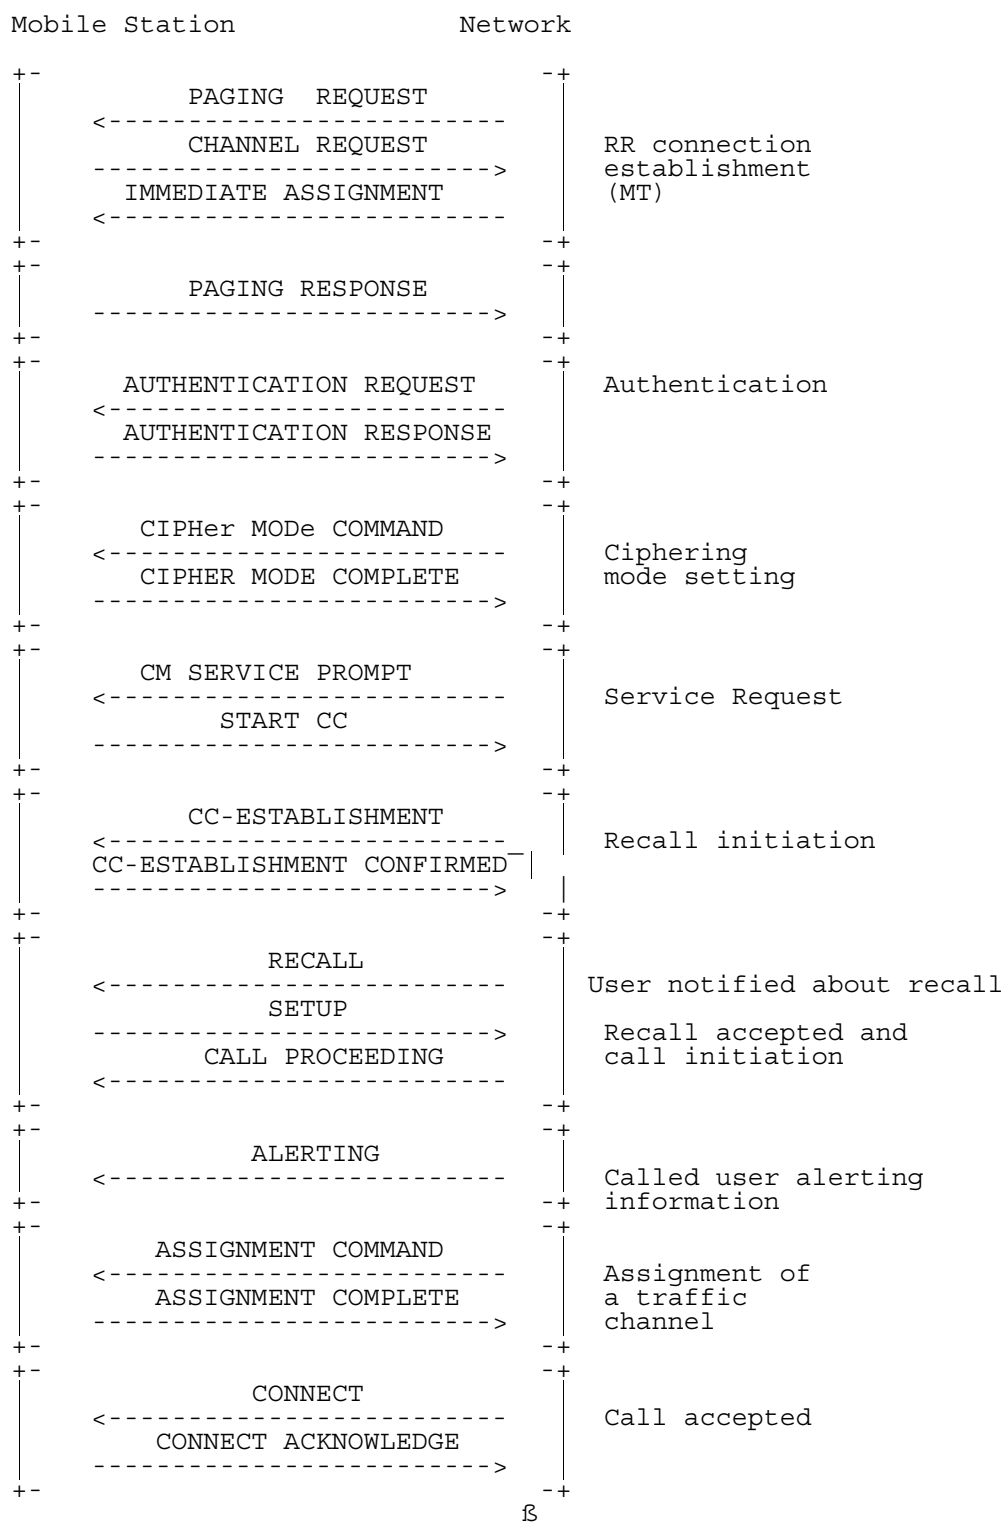 Mobile Station Network
+- -+
PAGING REQUEST
<-------------------------
CHANNEL REQUEST RR connection
-------------------------> establishment
IMMEDIATE ASSIGNMENT (MT)
<-------------------------
+- -+
+- -+
PAGING RESPONSE
------------------------->
+- -+
+- -+
AUTHENTICATION REQUEST Authentication
<-------------------------
AUTHENTICATION RESPONSE
------------------------->
+- -+
+- -+
CIPHer MODe COMMAND
<------------------------- Ciphering
CIPHER MODE COMPLETE mode setting
------------------------->
+- -+
+- -+
CM SERVICE PROMPT
<------------------------- Service Request
START CC
------------------------->
+- -+
+- -+
CC-ESTABLISHMENT
<------------------------- Recall initiation
CC-ESTABLISHMENT CONFIRMED
------------------------->
+- -+
+- -+
RECALL
<------------------------- User notified about recall
SETUP
-------------------------> Recall accepted and
CALL PROCEEDING call initiation
<-------------------------
+- -+
+- -+
ALERTING
<------------------------- Called user alerting
+- -+ information
+- -+
ASSIGNMENT COMMAND
<------------------------- Assignment of
ASSIGNMENT COMPLETE a traffic
-------------------------> channel
+- -+
+- -+
CONNECT
<------------------------- Call accepted
CONNECT ACKNOWLEDGE
------------------------->
+- -+
ß